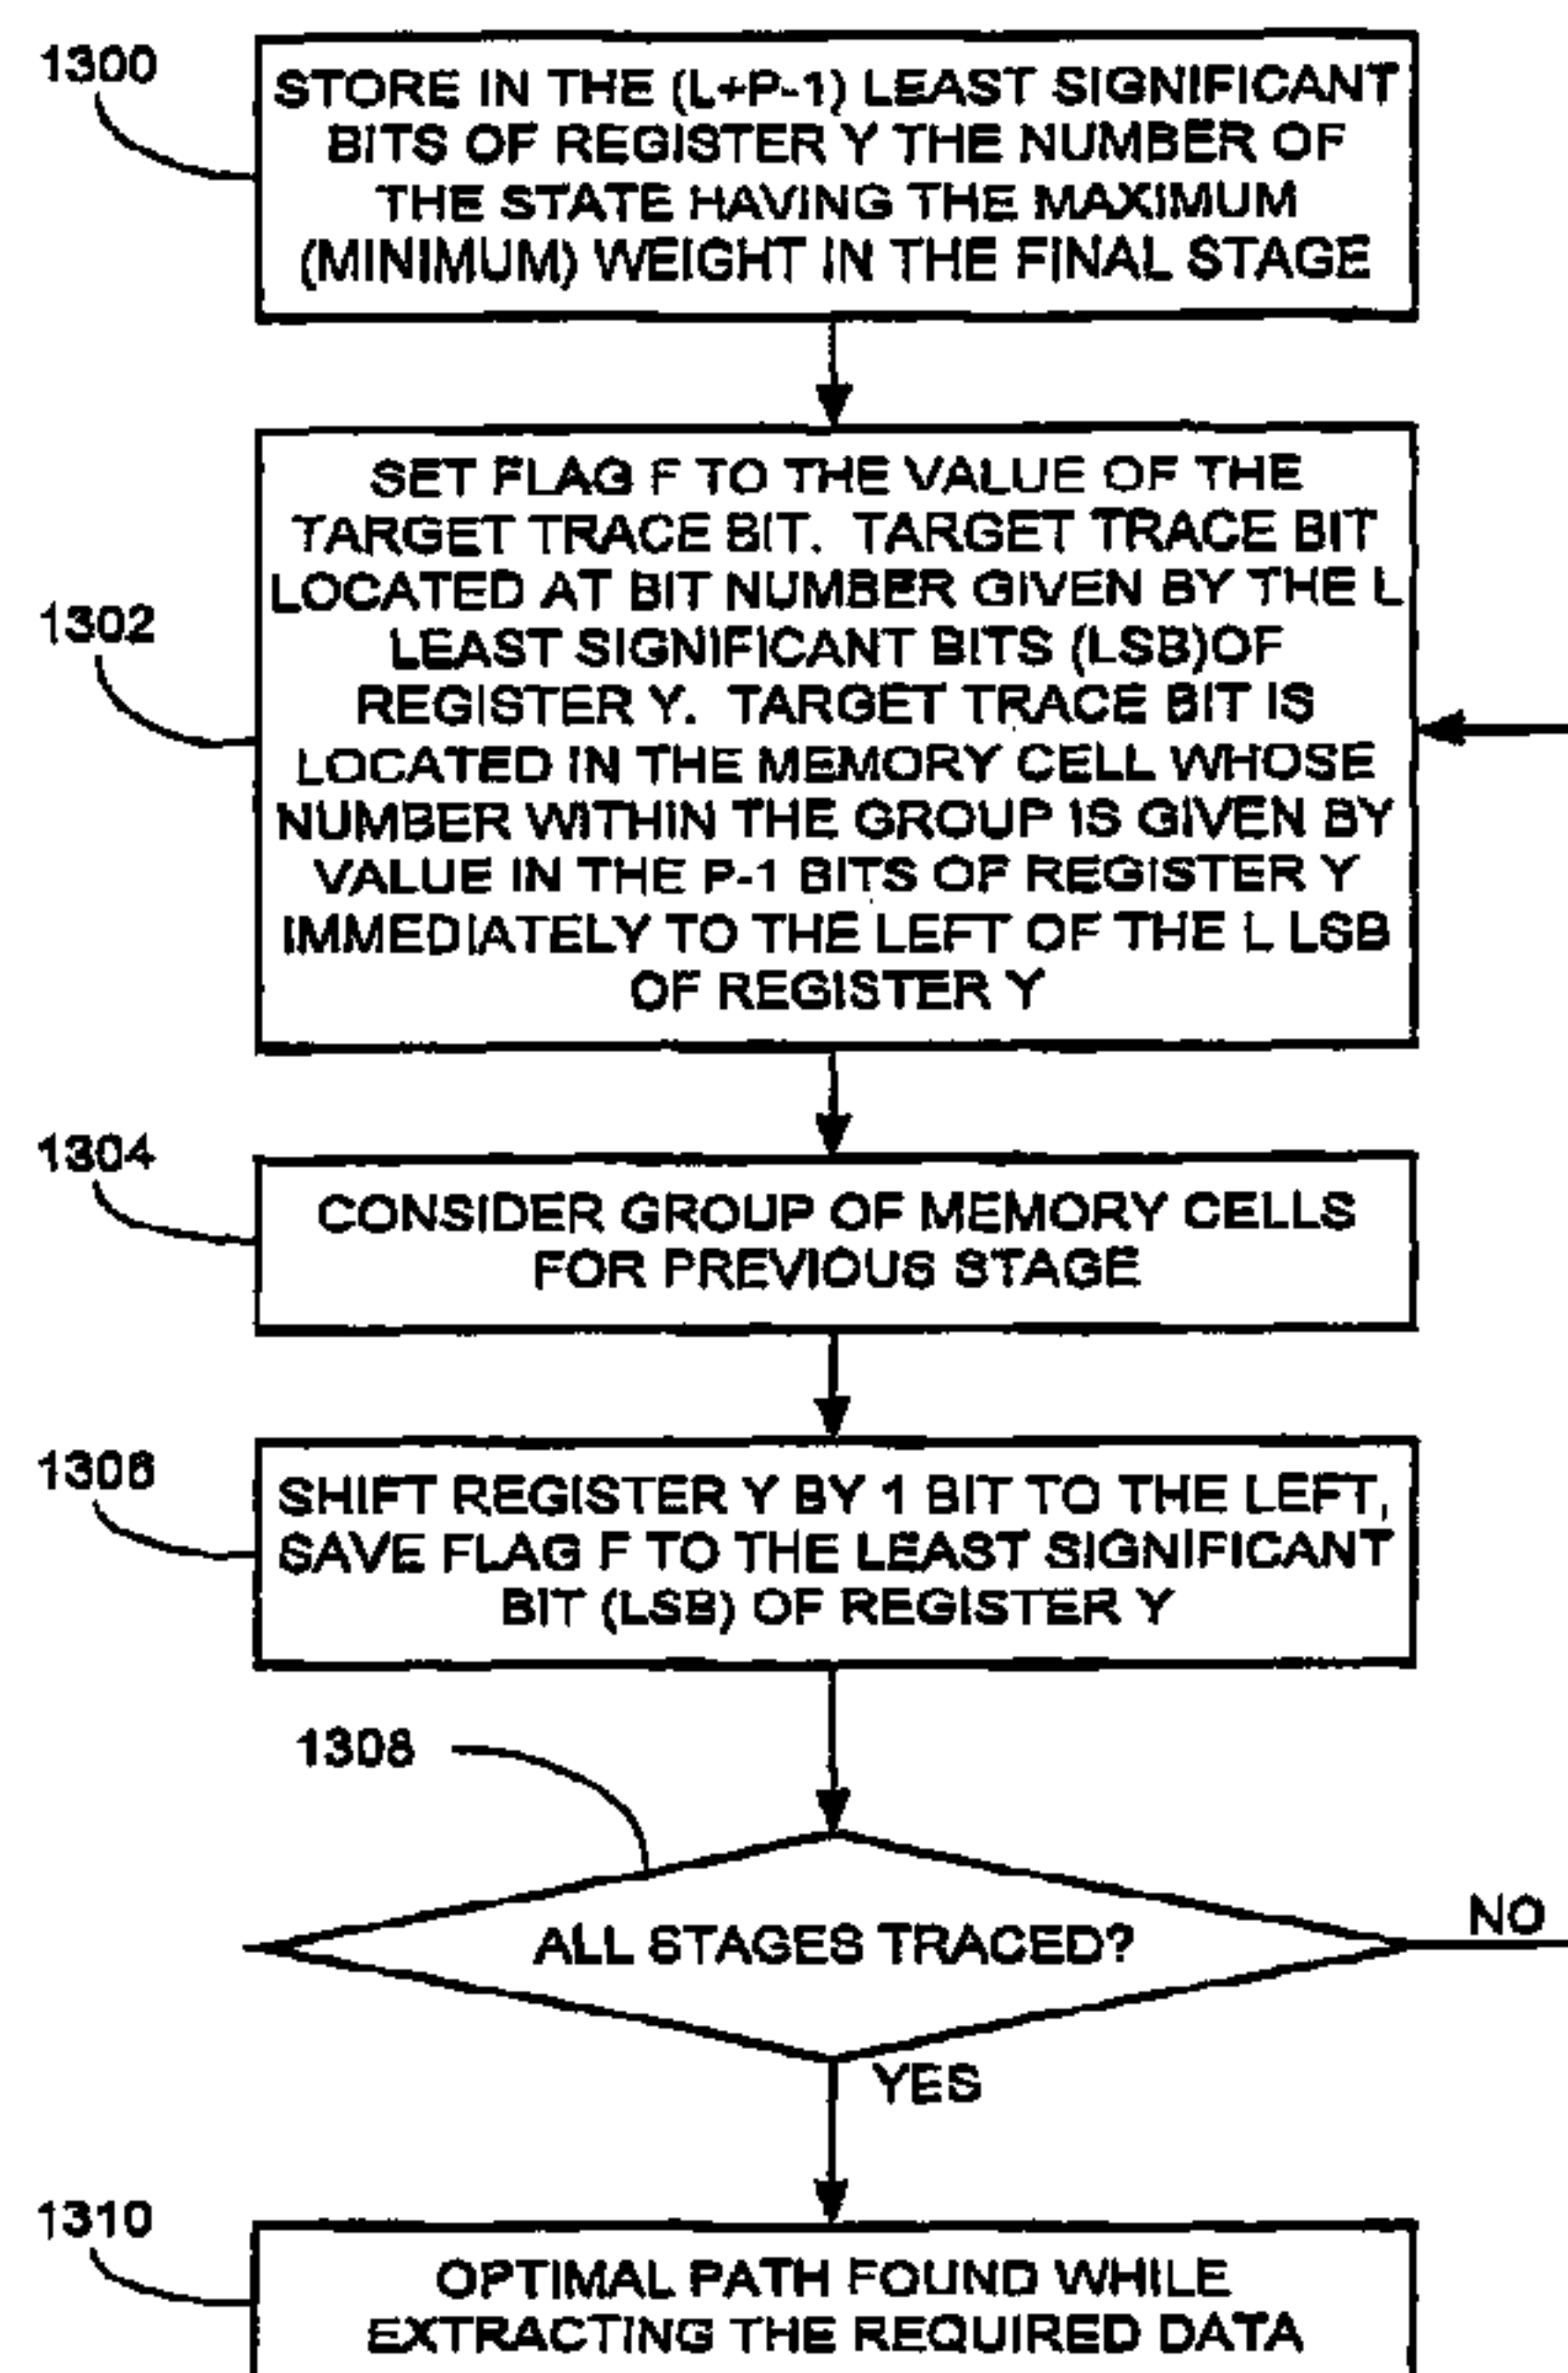 1300
STORE IN THE (L+P-1) LEAST SIGNIFICANT
BITS OF REGISTER Y THE NUMBER OF
THE STATE HAVING THE MAXIMUM
(MINIMUM) WEIGHT IN THE FINAL STAGE
1302
SET FLAG F TO THE VALUE OF THE
TARGET TRACE BIT. TARGET TRACE BIT
LOCATED AT BIT NUMBER GIVEN BY THE L
LEAST SIGNIFICANT BITS (LSB)OF
REGISTER Y. TARGET TRACE BIT IS
LOCATED IN THE MEMORY CELL WHOSE
NUMBER WITHIN THE GROUP IS GIVEN BY
VALUE IN THE P-1 BITS OF REGISTER Y
IMMEDIATELY TO THE LEFT OF THE L LSB
OF REGISTER Y
1304
CONSIDER GROUP OF MEMORY CELLS
FOR PREVIOUS STAGE
1306
SHIFT REGISTER Y BY 1 BIT TO THE LEFT,
SAVE FLAG F TO THE LEAST SIGNIFICANT
BIT (LSB) OF REGISTER Y
1308
ALL STAGES TRACED?
NO
YES
1310
OPTIMAL PATH FOUND WHILE
EXTRACTING THE REQUIRED DATA